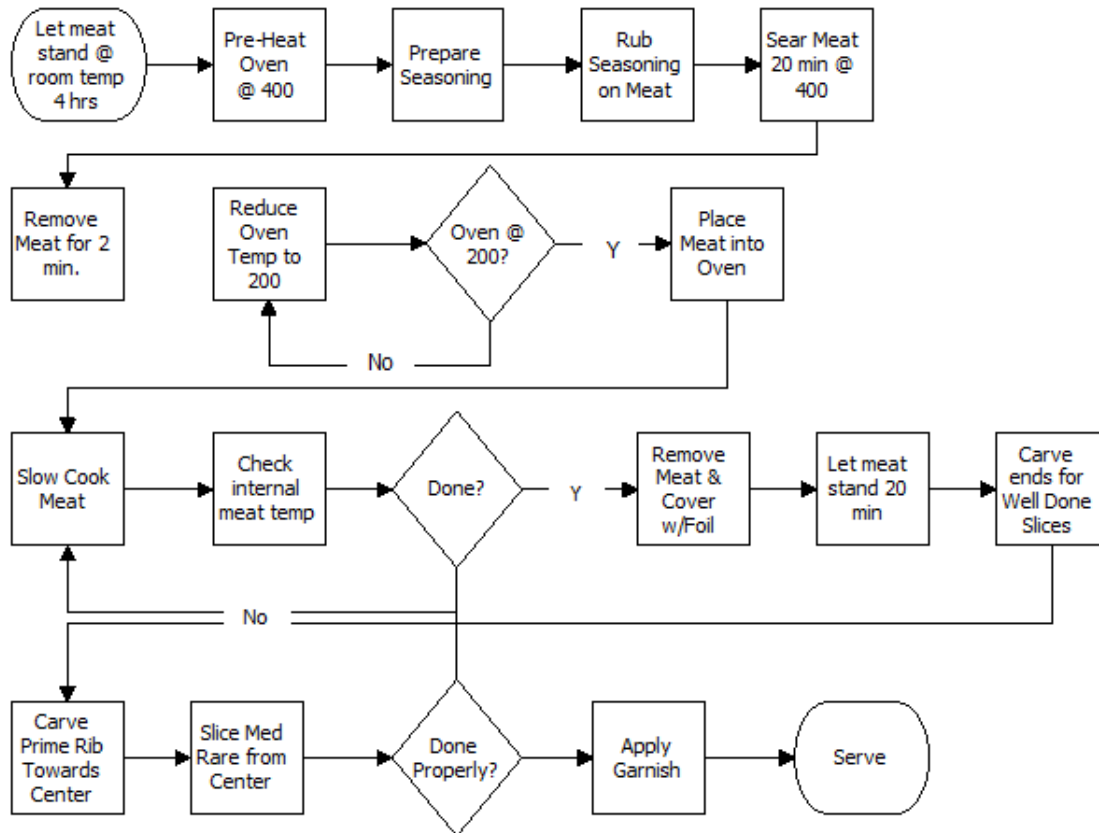 Let meat
stand @
room temp
4 hrs
Pre-Heat
Oven
@ 400
Prepare
Seasoning
Rub
Seasoning
on Meat
Sear Meat
20 min @
400
Remove
Meat for 2
min.
Reduce
Oven
Temp to
200
Oven @
200?
Y
Place
Meat into
Oven
No
Slow Cook
Meat
Check
internal
meat temp
Done?
Y
Remove
Meat &
Cover
w/Foil
Let meat
stand 20
min
Carve
ends for
Well Done
Slices
No
Carve
Prime Rib
Towards
Center
Slice Med
Rare from
Center
Done
Properly?
Apply
Garnish
Serve